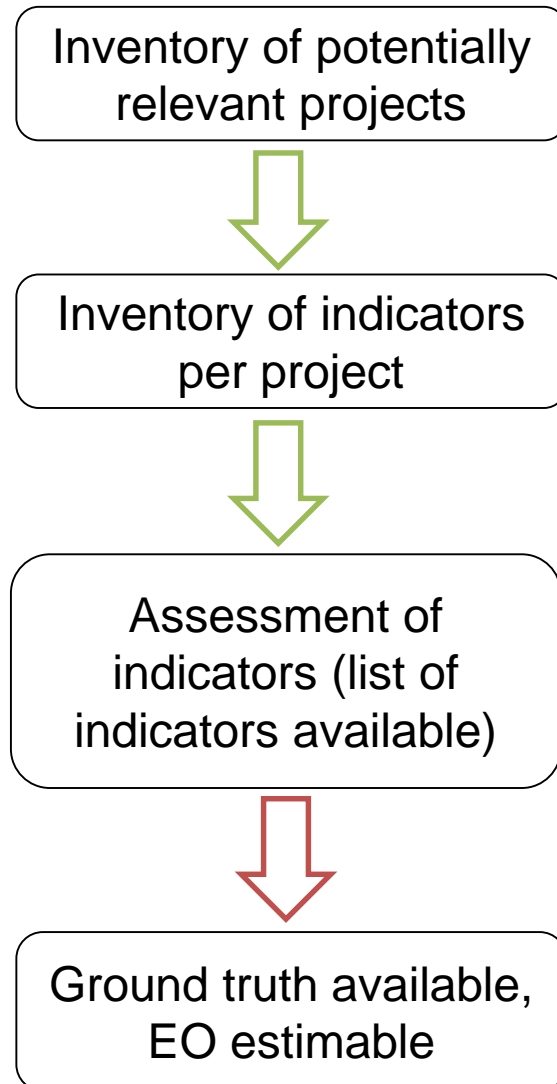 Inventory of potentially
relevant projects
Inventory of indicators
per project
Assessment of
indicators (list of
indicators available)
Ground truth available,
EO estimable